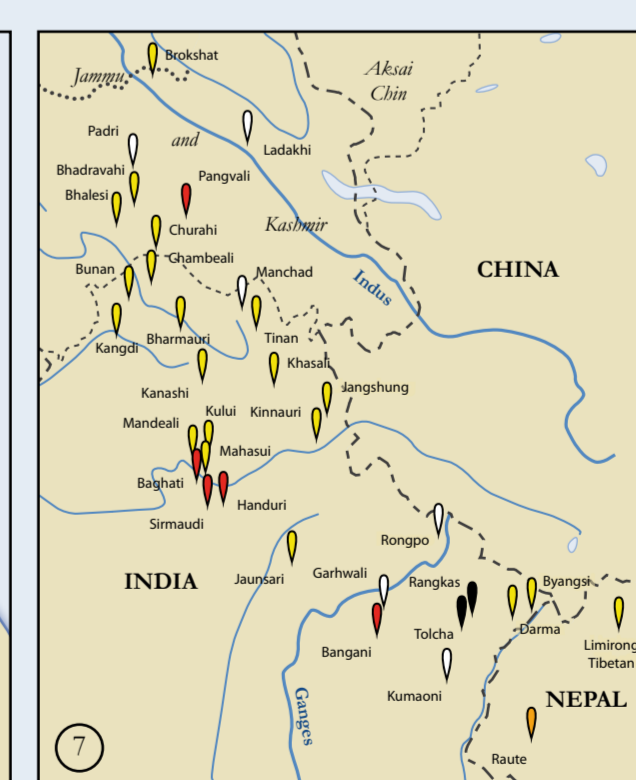 Brokshat
Jammu
Aksai
Chin
Padri
and
Ladakhi
Bhadravahi
Pangvali
Bhalesi
Churahi
Kashmir
Chambeali
Bunan
Manchad
CHINA
Indus
Kangdi
Bharmauri
Tinan
Khasali
Kanashi
Jangshung
Kului
Kinnauri
Mandeali
Mahasui
Baghati
Handuri
Sirmaudi
Rongpo
INDIA
Jaunsari
Garhwali
Rangkas
Byangsi
Tolcha
Darma
Limirong
Tibetan
Bangani
Kumaoni
NEPAL
Ganges
7
Raute